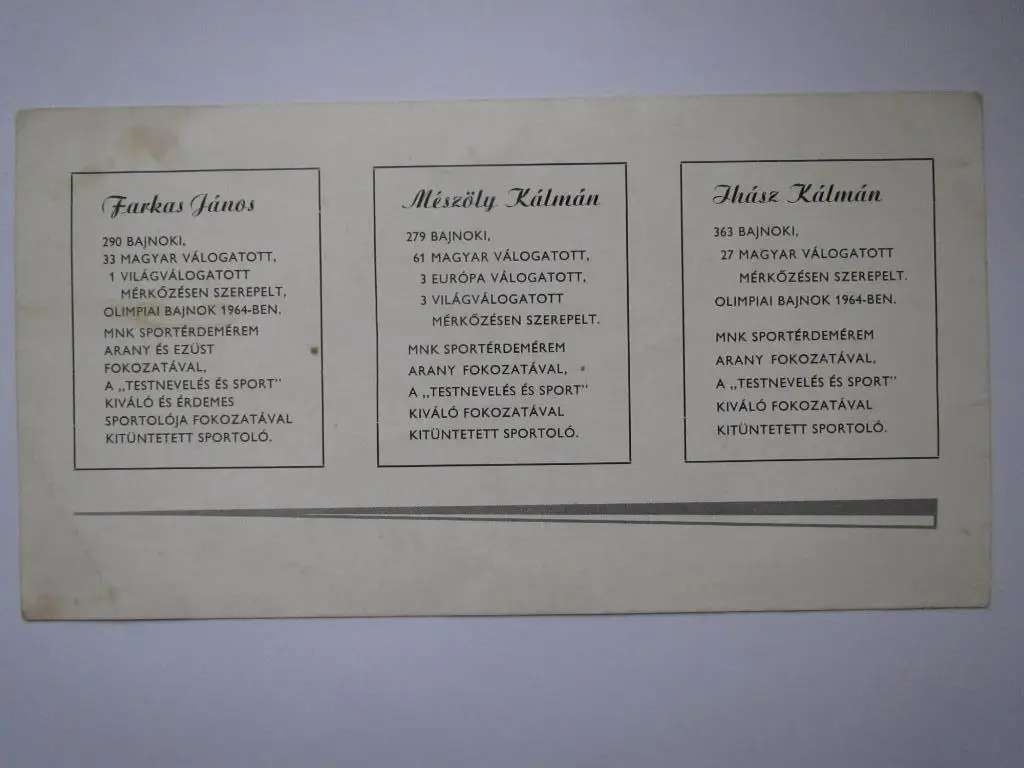 Farkas János
290 BAJNOKI,
33 MAGYAR VÁLOGATOTT,
1 VILÁGVÁLOGATOTT
MÉRKŐZÉSEN SZEREPELT,
OLIMPIAI BAJNOK 1964-BEN.
MNK SPORTÉRDEMÉREM
ARANY ÉS EZÜST
FOKOZATÁVAL,
A „TESTNEVELÉS ÉS SPORT"
KIVÁLÓ ÉS ÉRDEMES
SPORTOLÓJA FOKOZATÁVAL
KITÜNTETETT SPORTOLÓ.
Mészöly Kálmán
279 BAJNOKI,
61 MAGYAR VÁLOGATOTT,
3 EURÓPA VÁLOGATOTT,
3 VILÁGVÁLOGATOTT
MÉRKŐZÉSEN SZEREPELT.
MNK SPORTÉRDEMÉREM
ARANY FOKOZATÁVAL,
A „TESTNEVELÉS ÉS SPORT"
KIVÁLÓ FOKOZATÁVAL
KITÜNTETETT SPORTOLÓ.
Ihász Kálmán
363 BAJNOKI,
27 MAGYAR VÁLOGATOTT
MÉRKŐZÉSEN SZEREPELT.
OLIMPIAI BAJNOK 1964-BEN.
MNK SPORTÉRDEMÉREM
ARANY FOKOZATÁVAL,
A „TESTNEVELÉS ÉS SPORT"
KIVÁLÓ FOKOZATÁVAL
KITÜNTETETT SPORTOLÓ.